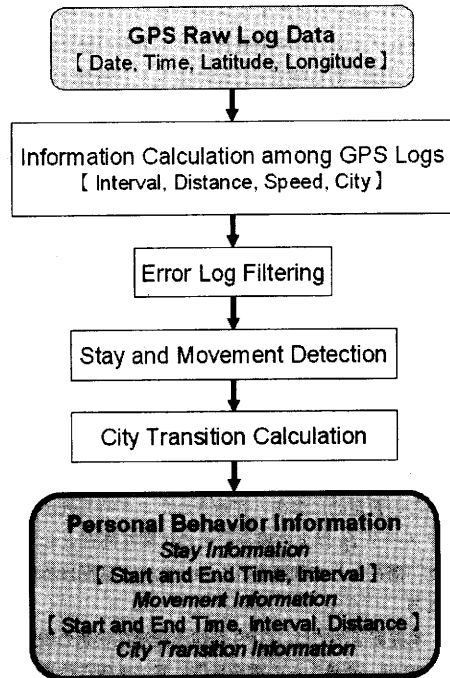 GPS Raw Log Data
[ Date, Time, Latitude, Longitude ]
Information Calculation among GPS Logs
[ Interval, Distance, Speed, City ]
Error Log Filtering
Stay and Movement Detection
City Transition Calculation
Personal Behavior Information
Stay Information
[ Start and End Time, Interval ]
Movement Information
[ Start and End Time, Interval, Distance ]
City Transition Information